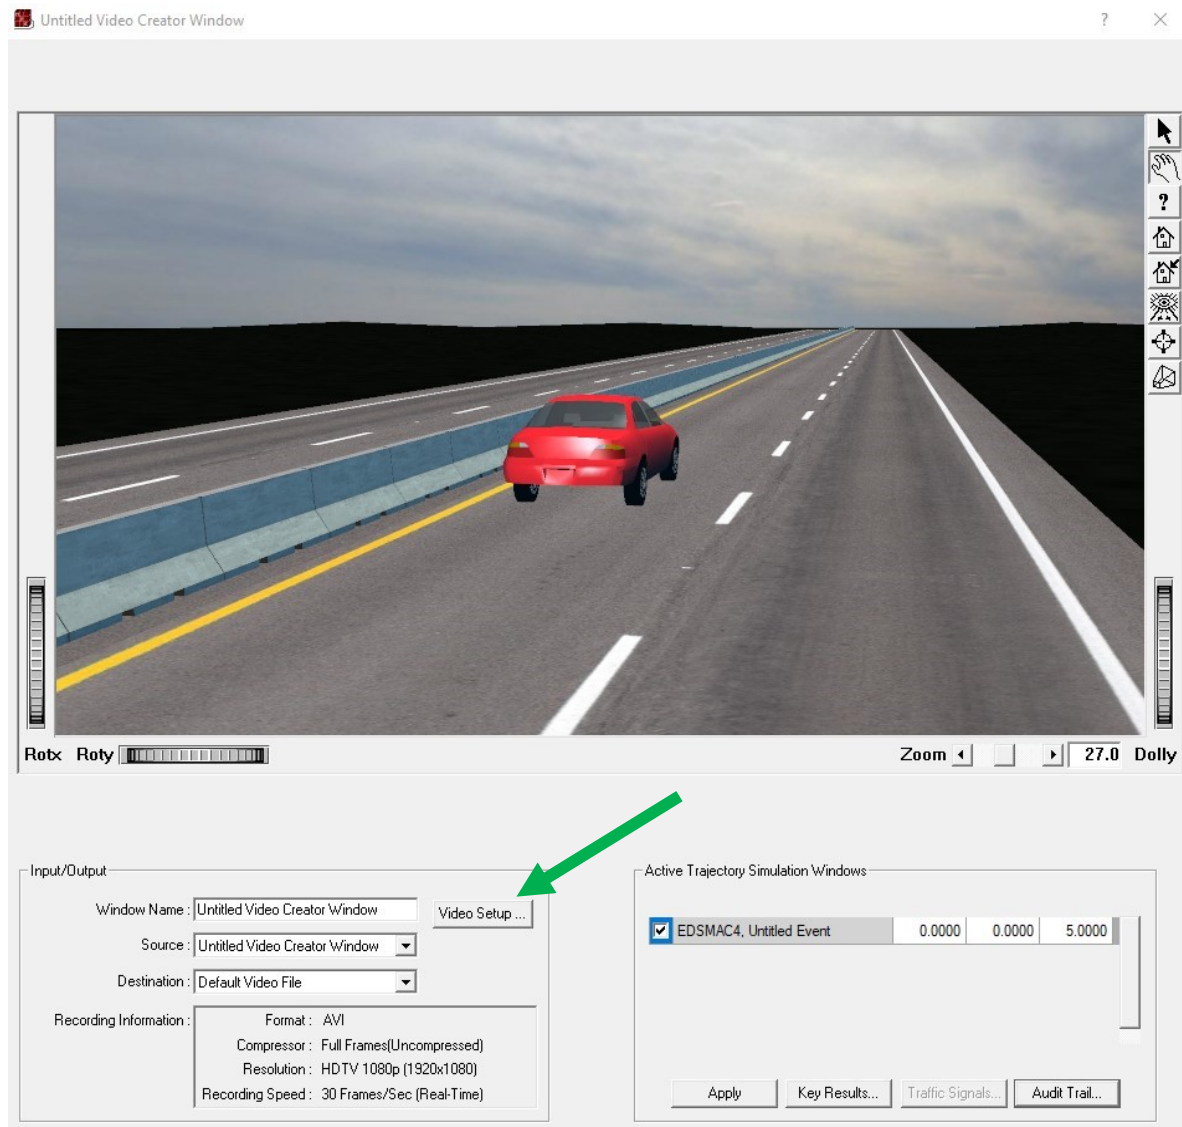 Untitled Video Creator Window
?
?
Rotx Roty
Zoom 27.0 Dolly
Input/Output
Window Name : Untitled Video Creator Window
Video Setup ...
Source : Untitled Video Creator Window
Destination : Default Video File
Recording Information :
Format : AVI
Compressor : Full Frames(Uncompressed)
Resolution : HDTV 1080p (1920x1080)
Recording Speed : 30 Frames/Sec (Real-Time)
Active Trajectory Simulation Windows
EDSMAC4, Untitled Event 0.0000 0.0000 5.0000
Apply Key Results... Traffic Signals... Audit Trail...